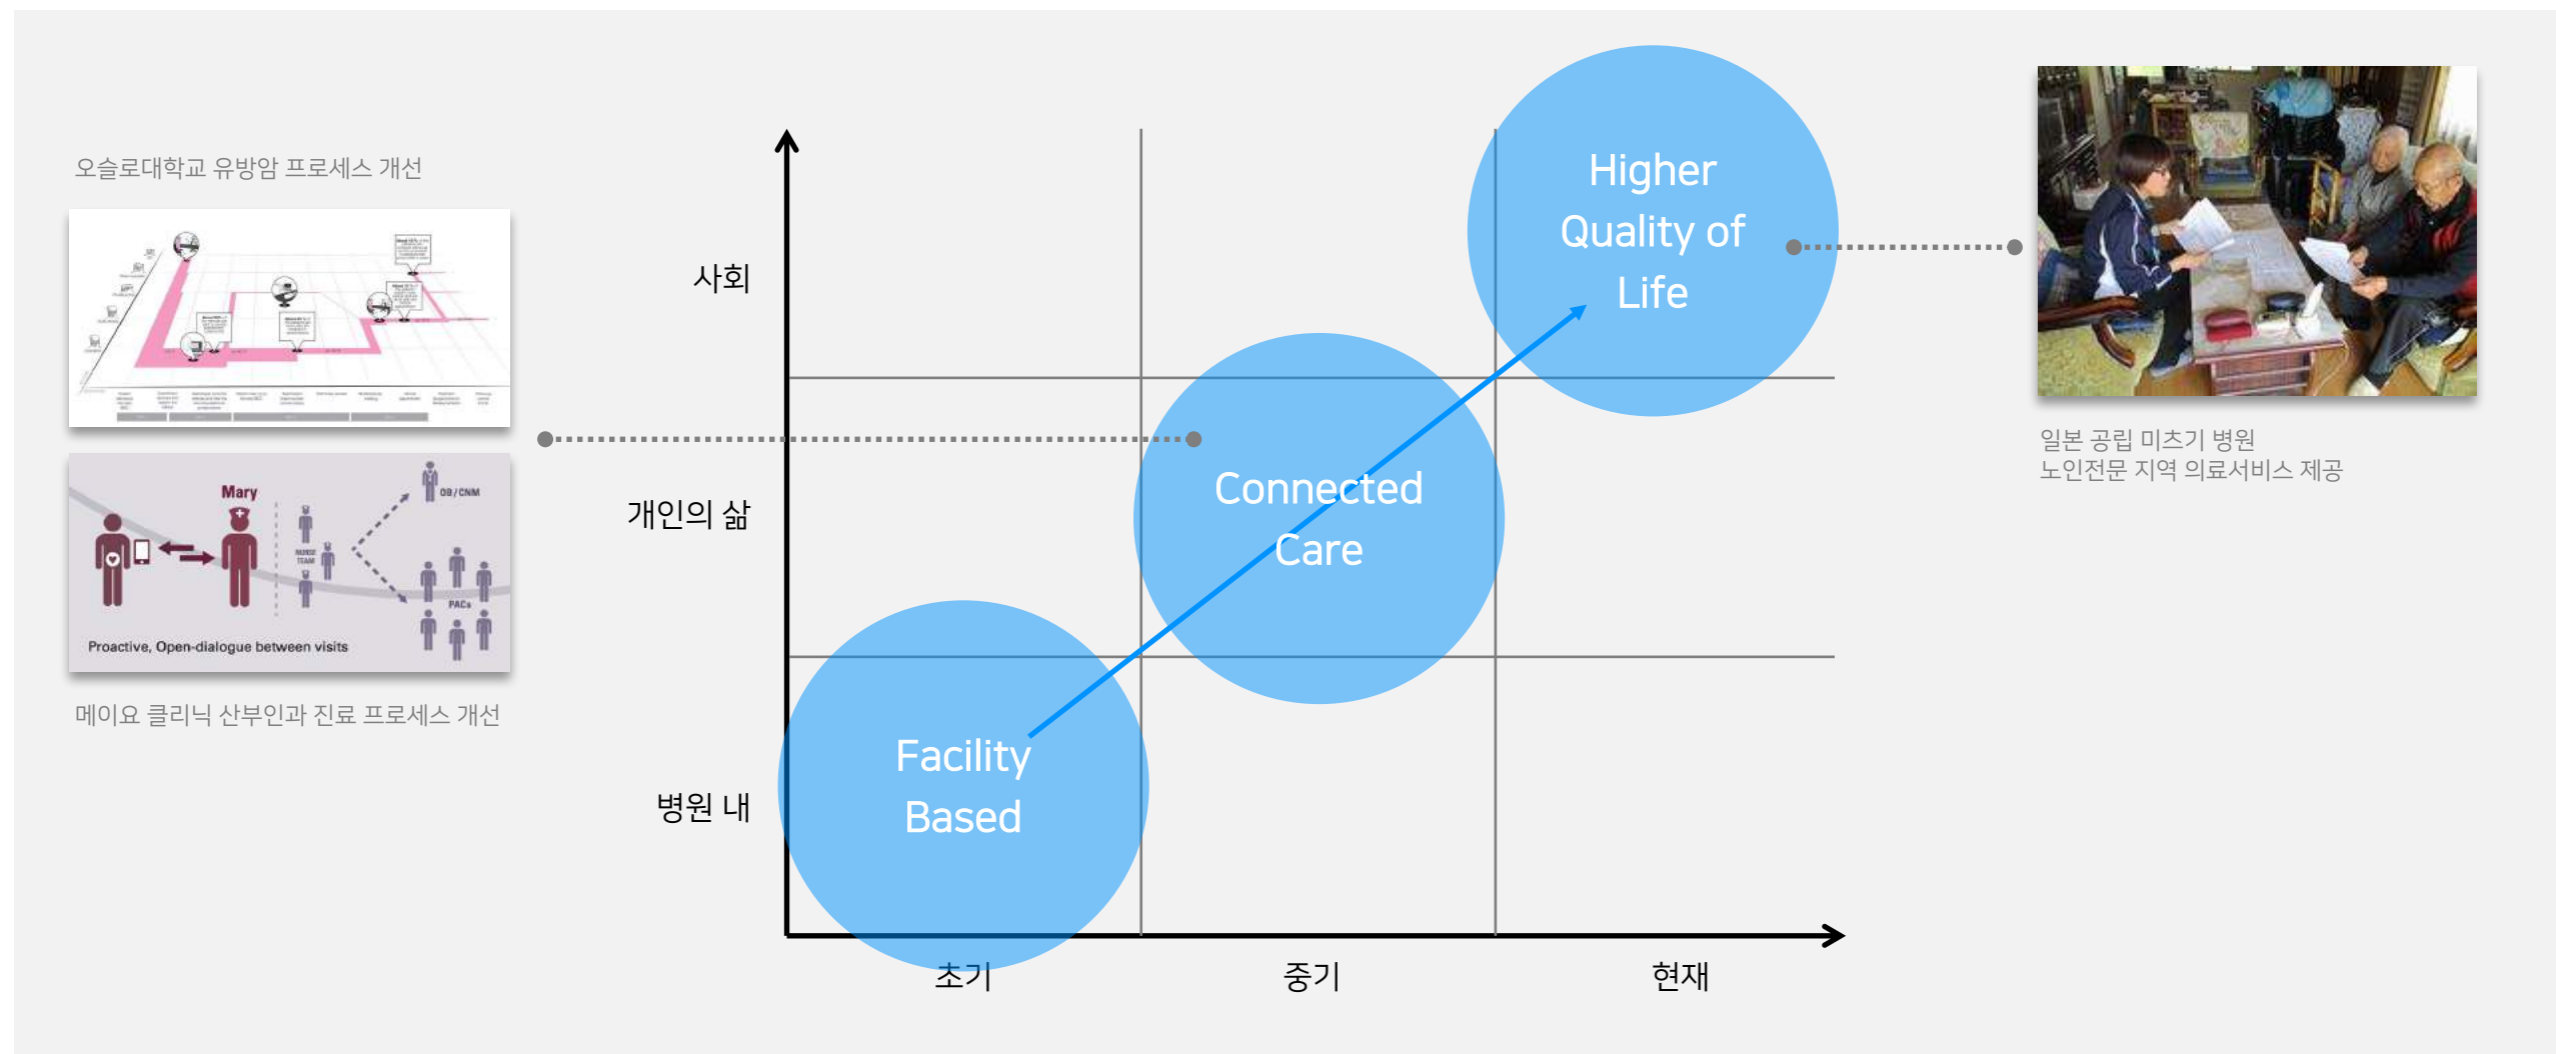 오슬로대학교 유방암 프로세스 개선
Mary
OB/CNM
NURSE
TEAM
PACs
Proactive, Open-dialogue between visits
메이요 클리닉 산부인과 진료 프로세스 개선
사회
개인의 삶
병원 내
Higher
Quality of
Life
Connected
Care
Facility
Based
초기
중기
현재
일본 공립 미츠기 병원
노인전문 지역 의료서비스 제공